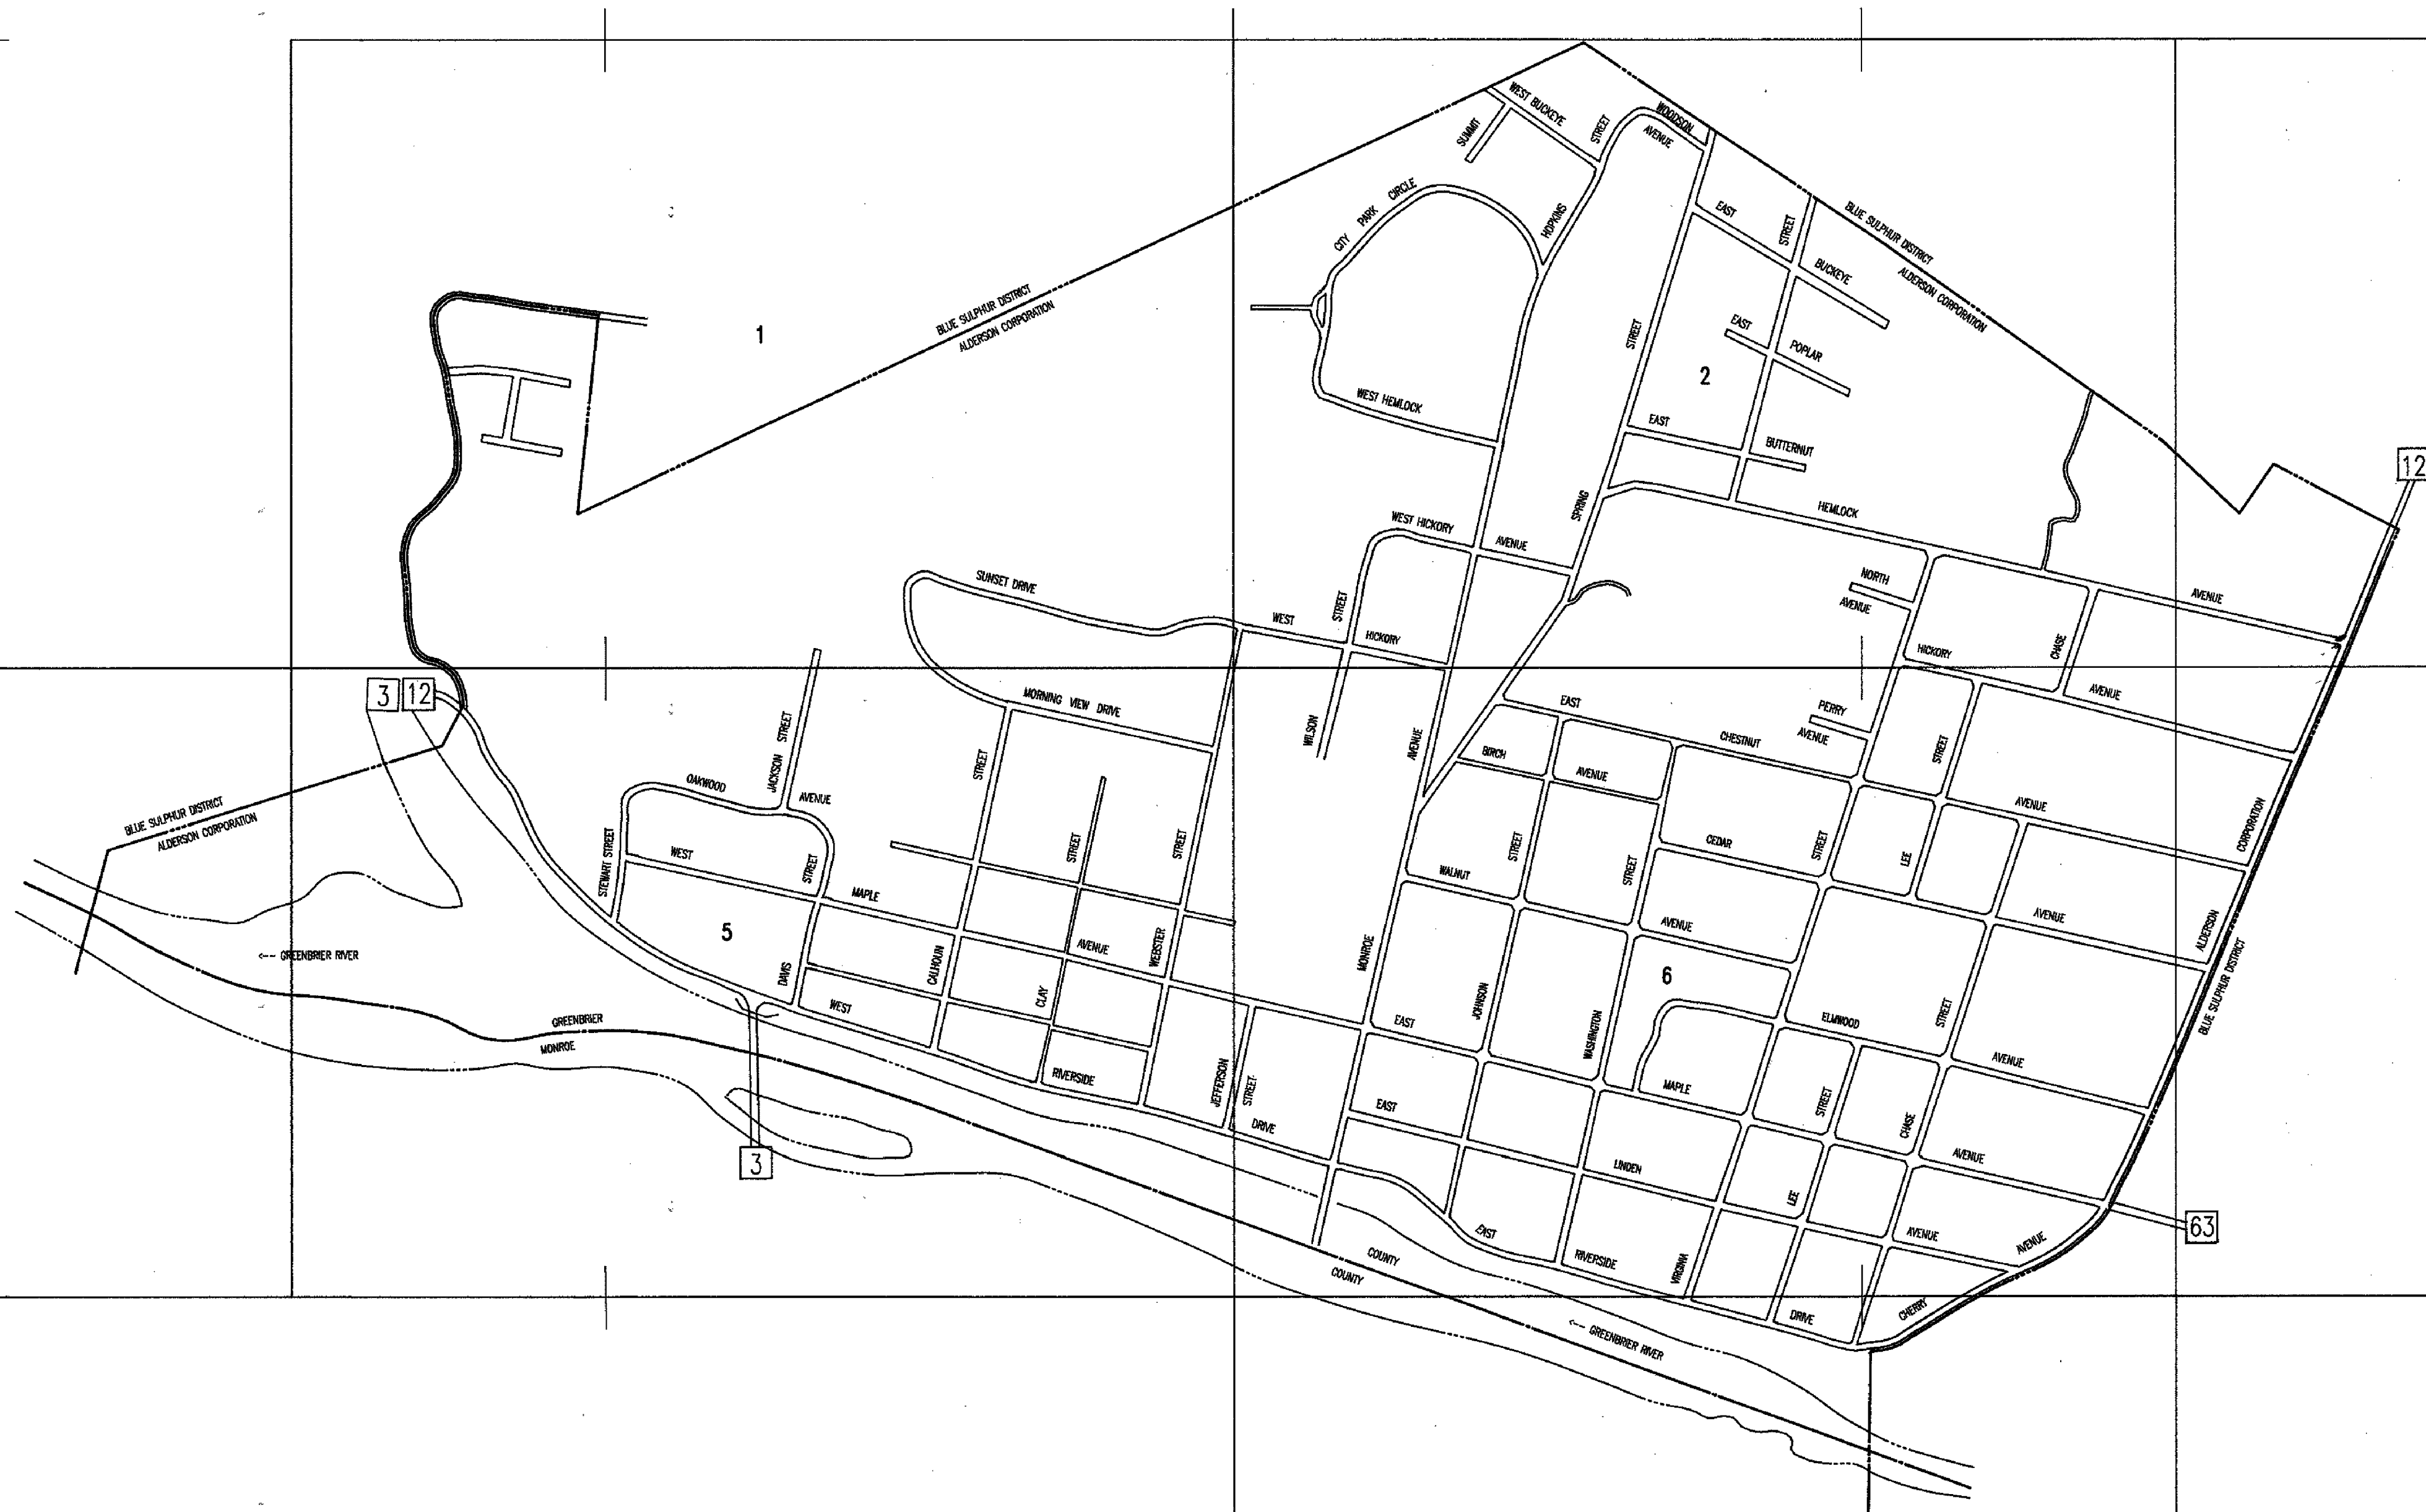 WEST BUCKEYE
SUMMIT
STREET
WOODSON
AVENUE
CITY PARK CIRCLE
HOPKINS
EAST
STREET
BUCKEYE
BLUE SULPHUR DISTRICT
ALDERSON CORPORATION
BLUE SULPHUR DISTRICT
ALDERSON CORPORATION
1
STREET
EAST
POPLAR
2
WEST HEMLOCK
EAST
BUTTERNUT
12
SPRING
HEMLOCK
WEST HICKORY
AVENUE
SUNSET DRIVE
NORTH
AVENUE
AVENUE
WEST
STREET
HICKORY
CHASE
HICKORY
AVENUE
3
12
MORNING VIEW DRIVE
EAST
PERRY
AVENUE
CHESTNUT
WILSON
AVENUE
JACKSON STREET
STREET
STREET
BIRCH
AVENUE
OAKWOOD
AVENUE
AVENUE
BLUE SULPHUR DISTRICT
ALDERSON CORPORATION
STEWART STREET
WEST
STREET
MAPLE
STREET
STREET
WALNUT
STREET
STREET
CEDAR
STREET
LEE
CORPORATION
5
CALHOUN
AVENUE
WEBSTER
MONROE
AVENUE
AVENUE
ALDERSON
<-- GREENBRIER RIVER
DAVIS
WEST
CLAY
6
BLUE SULPHUR DISTRICT
GREENBRIER
MONROE
EAST
JOHNSON
WASHINGTON
ELMWOOD
STREET
AVENUE
RIVERSIDE
JEFFERSON
STREET
EAST
MAPLE
STREET
CHASE
DRIVE
3
LINDEN
LEE
AVENUE
EAST
AVENUE
AVENUE
63
COUNTY
COUNTY
RIVERSIDE
VIRGINIA
DRIVE
CHERRY
<-- GREENBRIER RIVER